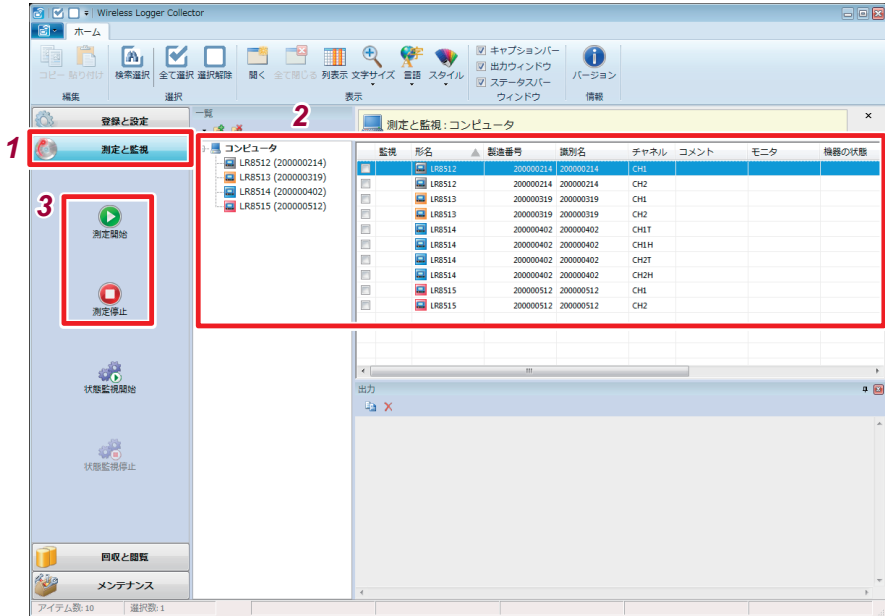 Wireless Logger Collector
ホーム
コピー 貼り付け 検索選択 全て選択 選択解除 開く 全て閉じる 列表示 文字サイズ 言語 スタイル
キャプションバー
出力ウィンドウ
ステータスバー
バージョン
編集 選択 表示 ウィンドウ 情報
登録と設定
一覧
2
測定と監視 : コンピュータ
1
測定と監視
コンピュータ
LR8512 (200000214)
LR8513 (200000319)
LR8514 (200000402)
LR8515 (200000512)
監視 形名 製造番号 識別名 チャネル コメント モニタ 機器の状態
LR8512 200000214 200000214 CH1
LR8512 200000214 200000214 CH2
LR8513 200000319 200000319 CH1
LR8513 200000319 200000319 CH2
LR8514 200000402 200000402 CH1T
LR8514 200000402 200000402 CH1H
LR8514 200000402 200000402 CH2T
LR8514 200000402 200000402 CH2H
LR8515 200000512 200000512 CH1
LR8515 200000512 200000512 CH2
3
測定開始
測定停止
状態監視開始
状態監視停止
出力
回収と閲覧
メンテナンス
アイテム数: 10 選択数: 1